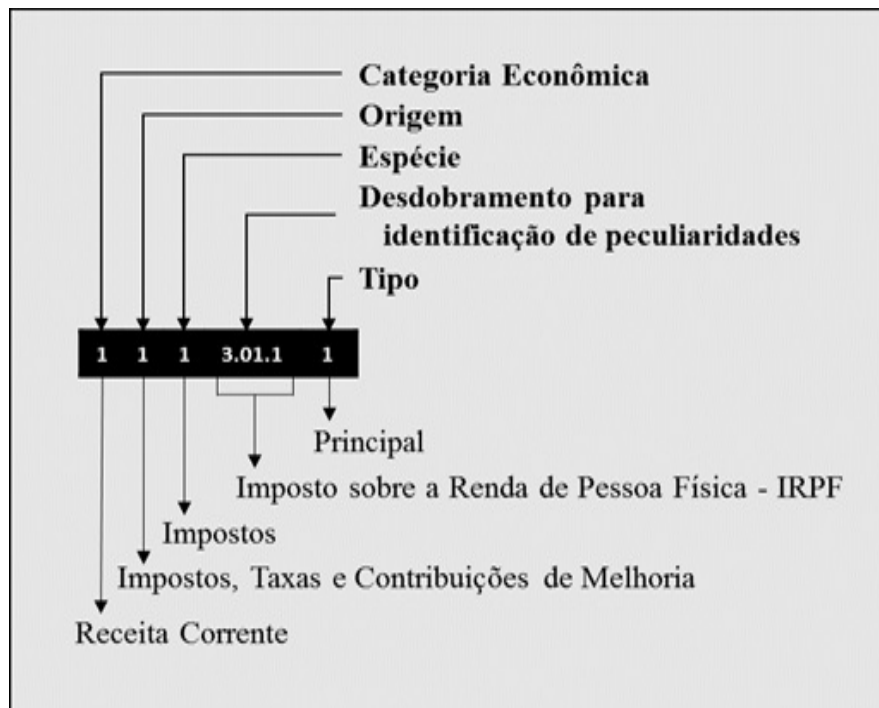 Categoria Econômica
Origem
Espécie
Desdobramento para
identificação de peculiaridades
Tipo
1 1 1 3.01.1 1
Principal
Imposto sobre a Renda de Pessoa Física - IRPF
Impostos
Impostos, Taxas e Contribuições de Melhoria
Receita Corrente